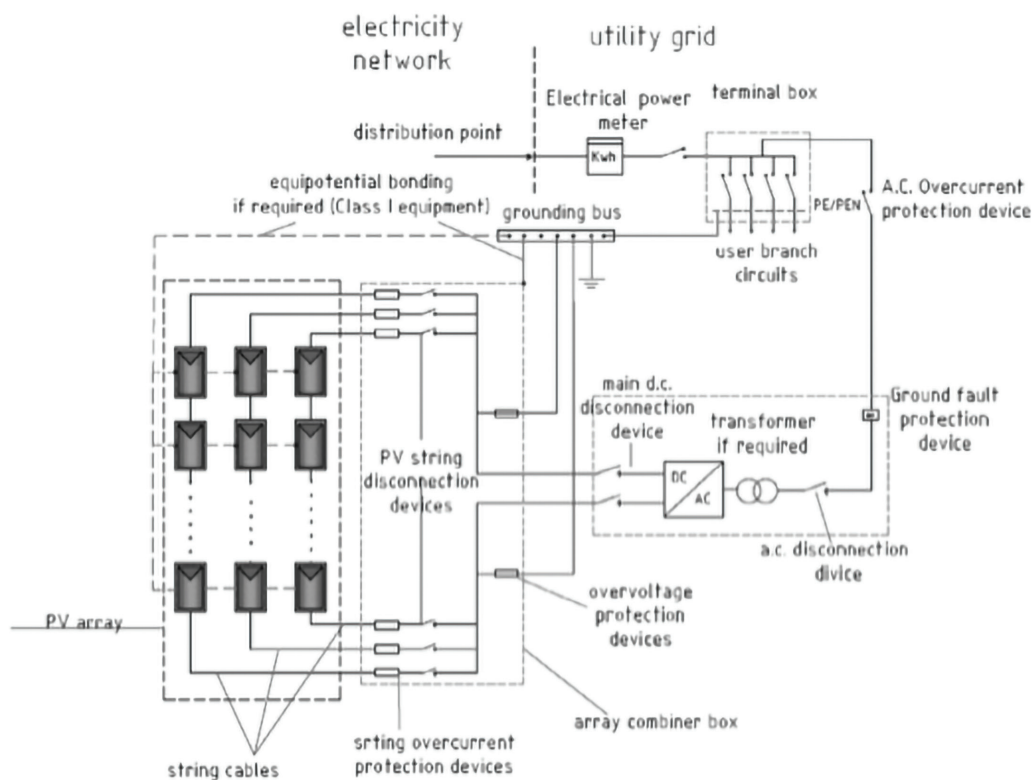 electricity
network
utility grid
Electrical power
meter
terminal box
distribution point
Kwh
equipotential bonding
if required (Class I equipment)
grounding bus
PE/PEN
A.C. Overcurrent
protection device
user branch
circuits
main d.c.
disconnection
device
transformer
if required
Ground fault
protection
device
PV string
disconnection
devices
DC
AC
a.c. disconnection
divice
overvoltage
protection
devices
PV array
array combiner box
srting overcurrent
protection devices
string cables